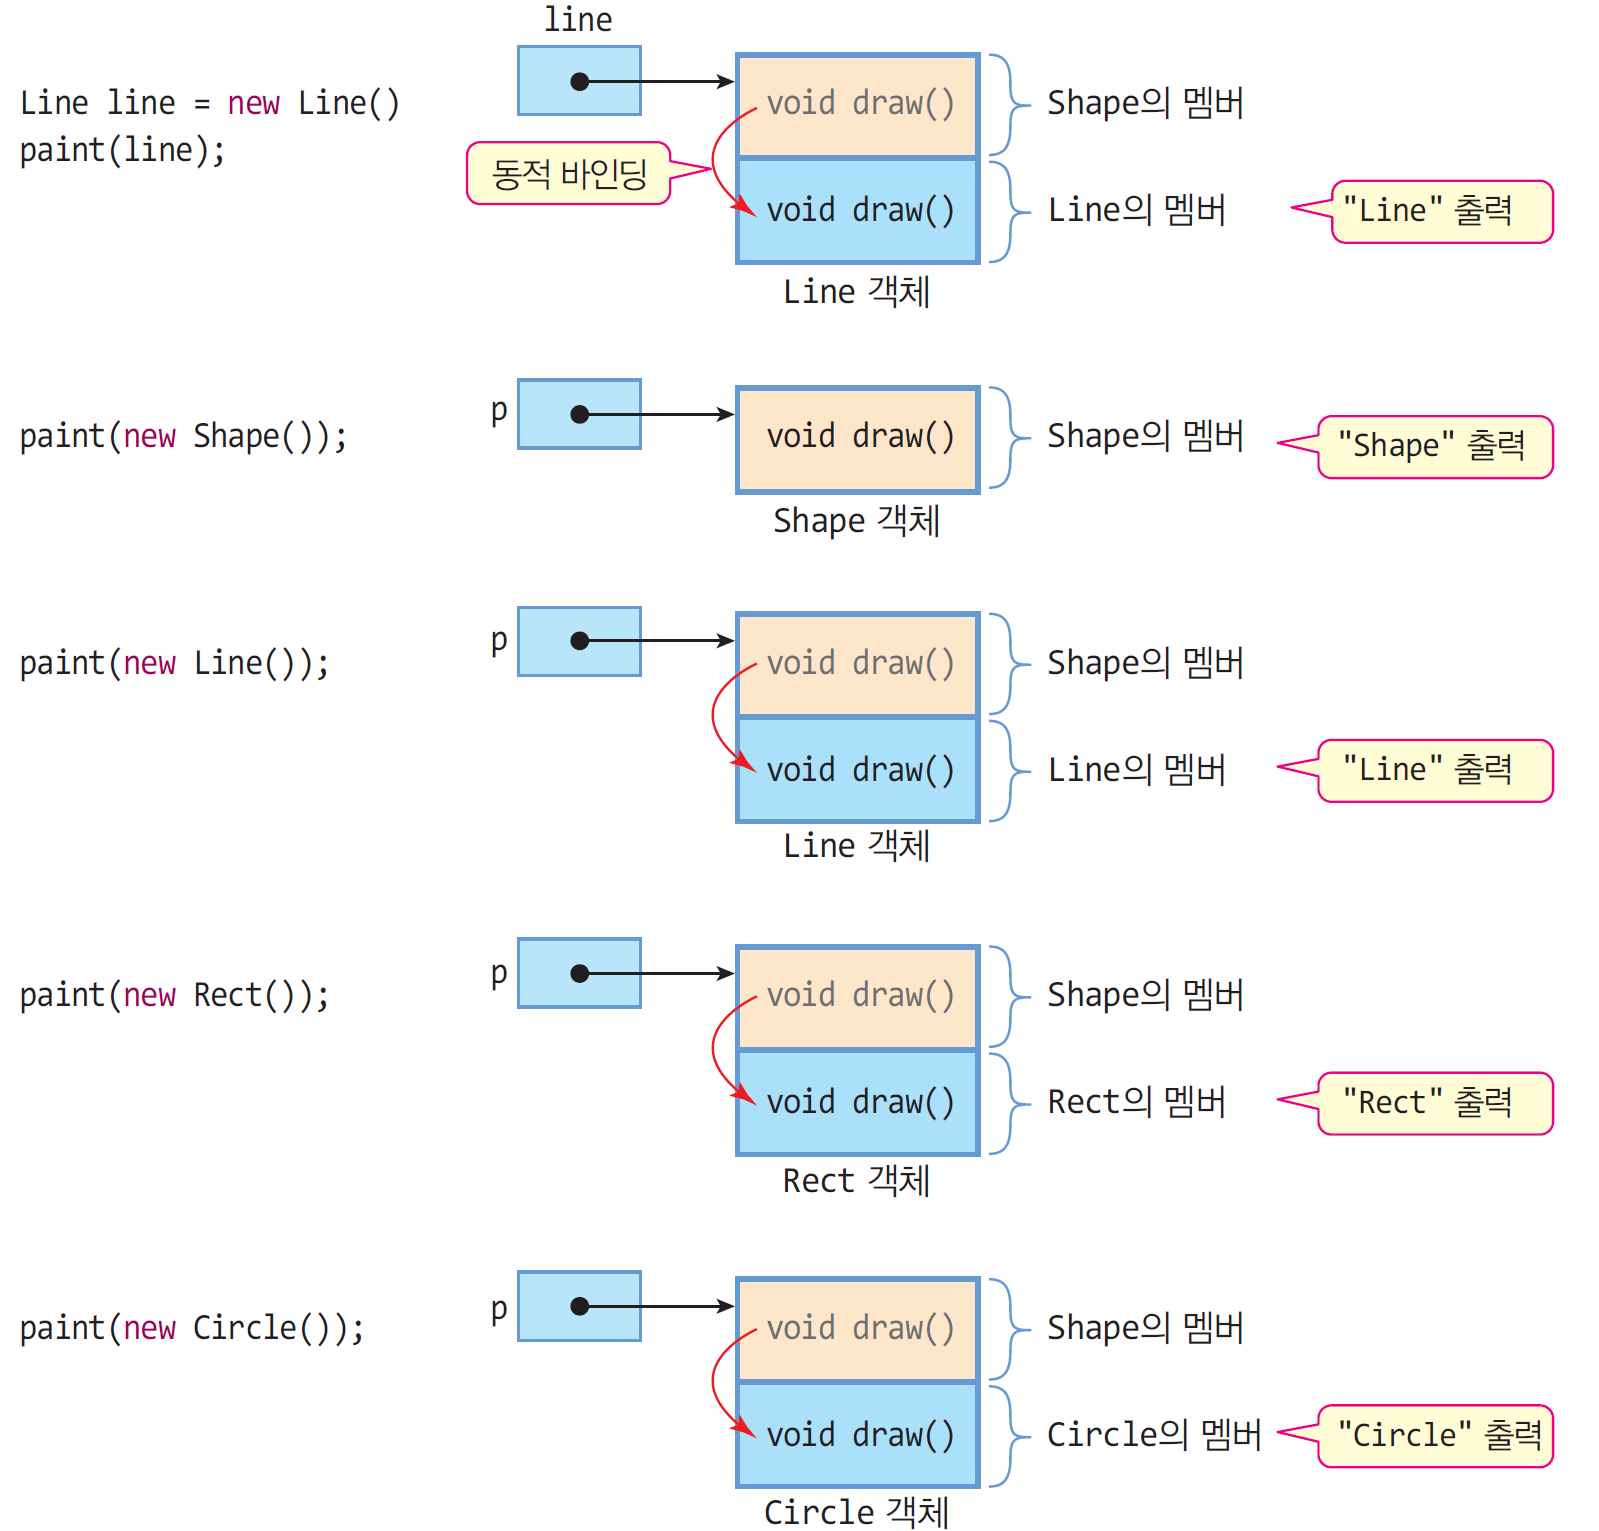 line
Line line = new Line()
paint(line);
void draw()
Shape의 멤버
동적 바인딩
void draw()
Line의 멤버
"Line" 출력
Line 객체
p
paint(new Shape());
void draw()
Shape의 멤버
"Shape" 출력
Shape 객체
p
paint(new Line());
void draw()
Shape의 멤버
void draw()
Line의 멤버
"Line" 출력
Line 객체
p
paint(new Rect());
void draw()
Shape의 멤버
void draw()
Rect의 멤버
"Rect" 출력
Rect 객체
p
paint(new Circle());
void draw()
Shape의 멤버
void draw()
Circle의 멤버
"Circle" 출력
Circle 객체